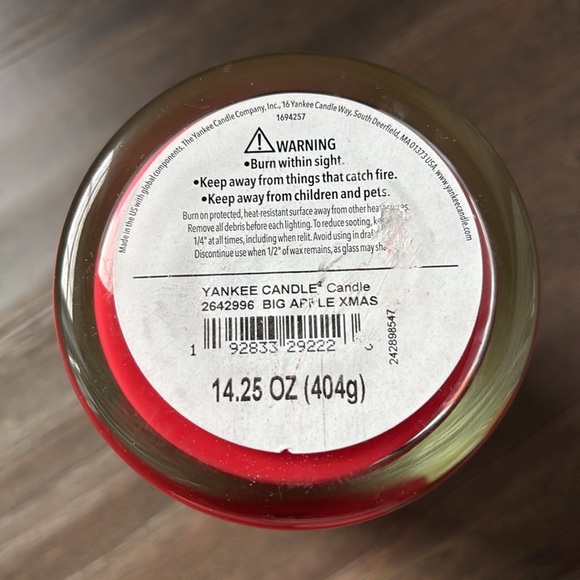 Made in the US with global components. The Yankee Candle Company, Inc., 16 Yankee Candle Way, South Deerfield, MA 01373 USA. www.yankeecandle.com
1694257
WARNING
•Burn within sight.
•Keep away from things that catch fire.
•Keep away from children and pets.
Burn on protected, heat-resistant surface away from other
Remove all debris before each lighting. To reduce sooting,
1/4" at all times, including when relit. Avoid using in
Discontinue use when 1/2" of wax remains, as glass may
YANKEE CANDLE® Candle
2642996 BIG APPLE XMAS
1 92833 29222
242898547
14.25 OZ (404g)